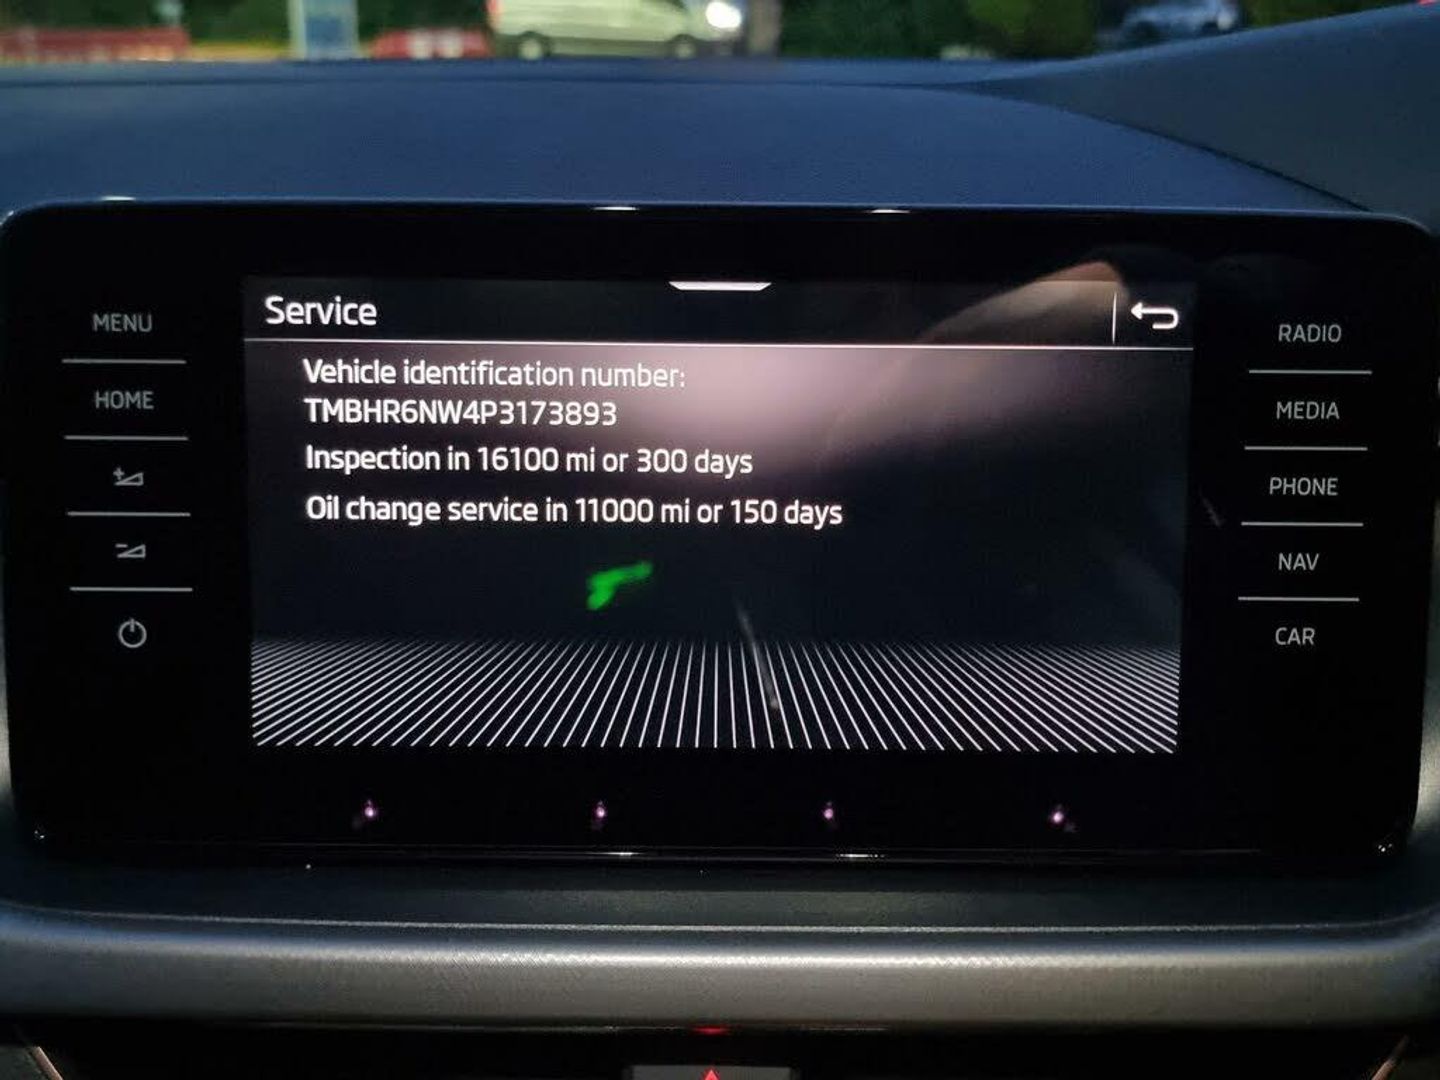 Service
Vehicle identification number:
TMBHR6NW4P3173893
Inspection in 16100 mi or 300 days
Oil change service in 11000 mi or 150 days
MENU
HOME
RADIO
MEDIA
PHONE
NAV
CAR